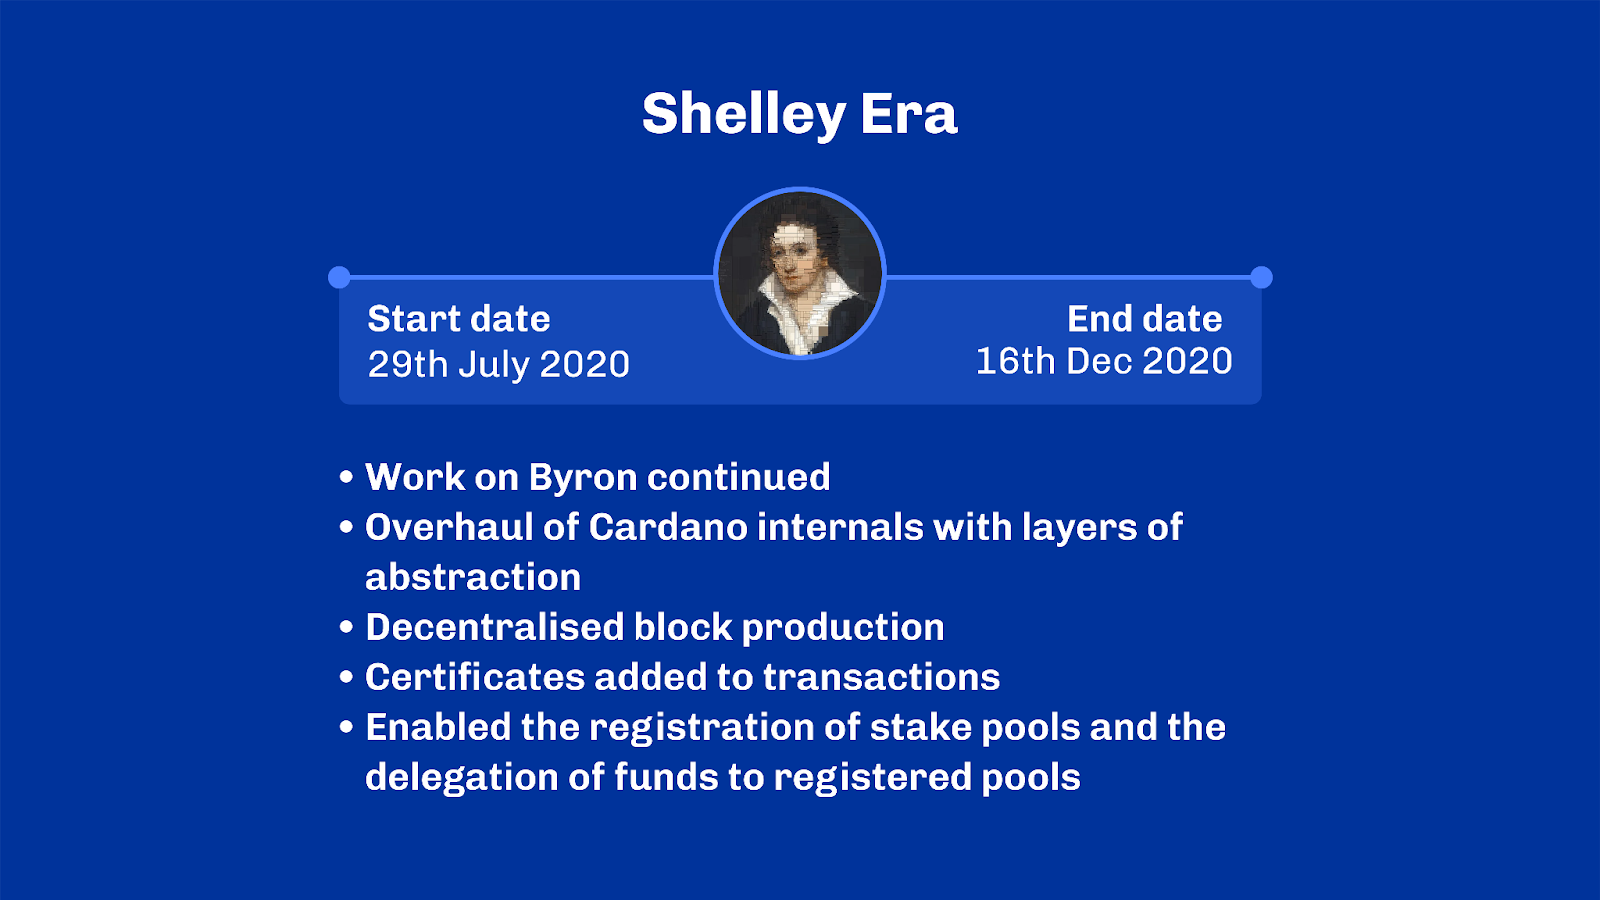 Shelley Era
Start date
29th July 2020
End date
16th Dec 2020
• Work on Byron continued
• Overhaul of Cardano internals with layers of
abstraction
• Decentralised block production
• Certificates added to transactions
• Enabled the registration of stake pools and the
delegation of funds to registered pools